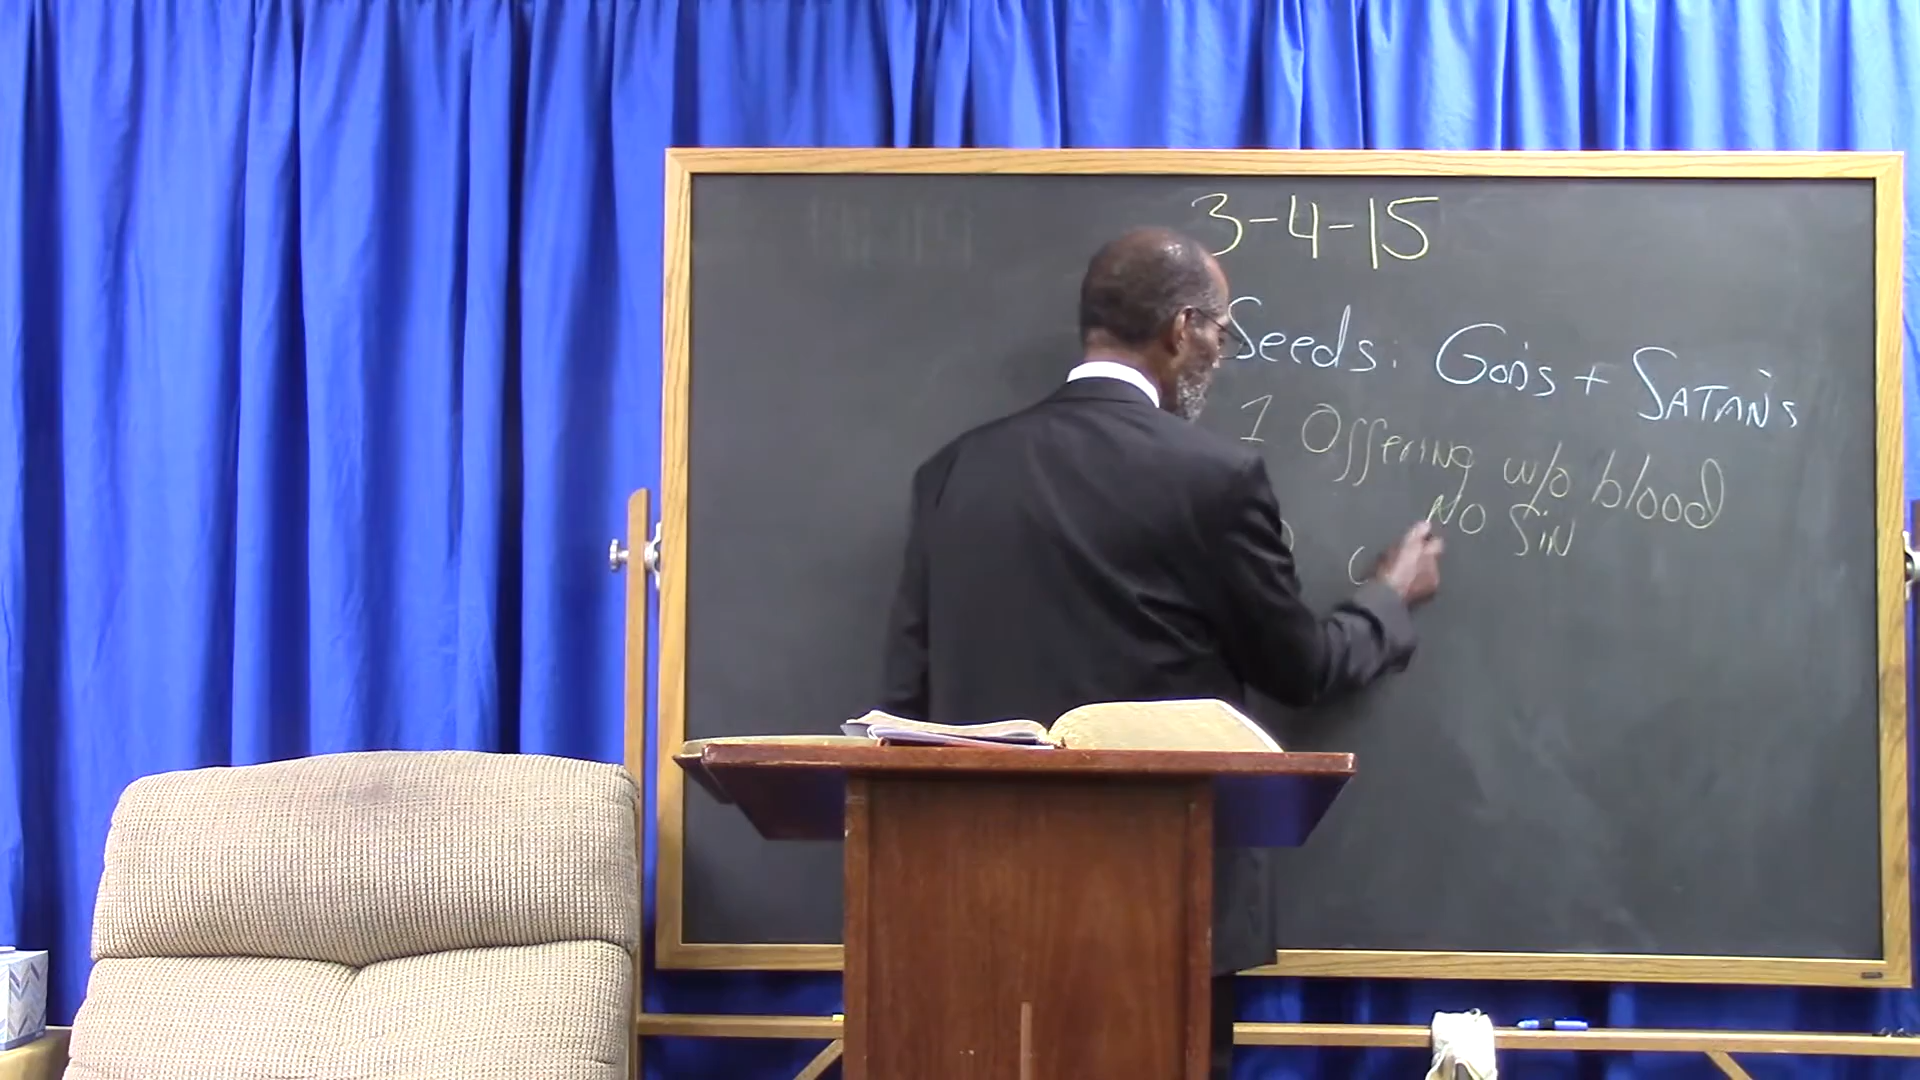 3-4-15
Seeds: God's + SATAN's
1 Offering w/o blood
No SiN